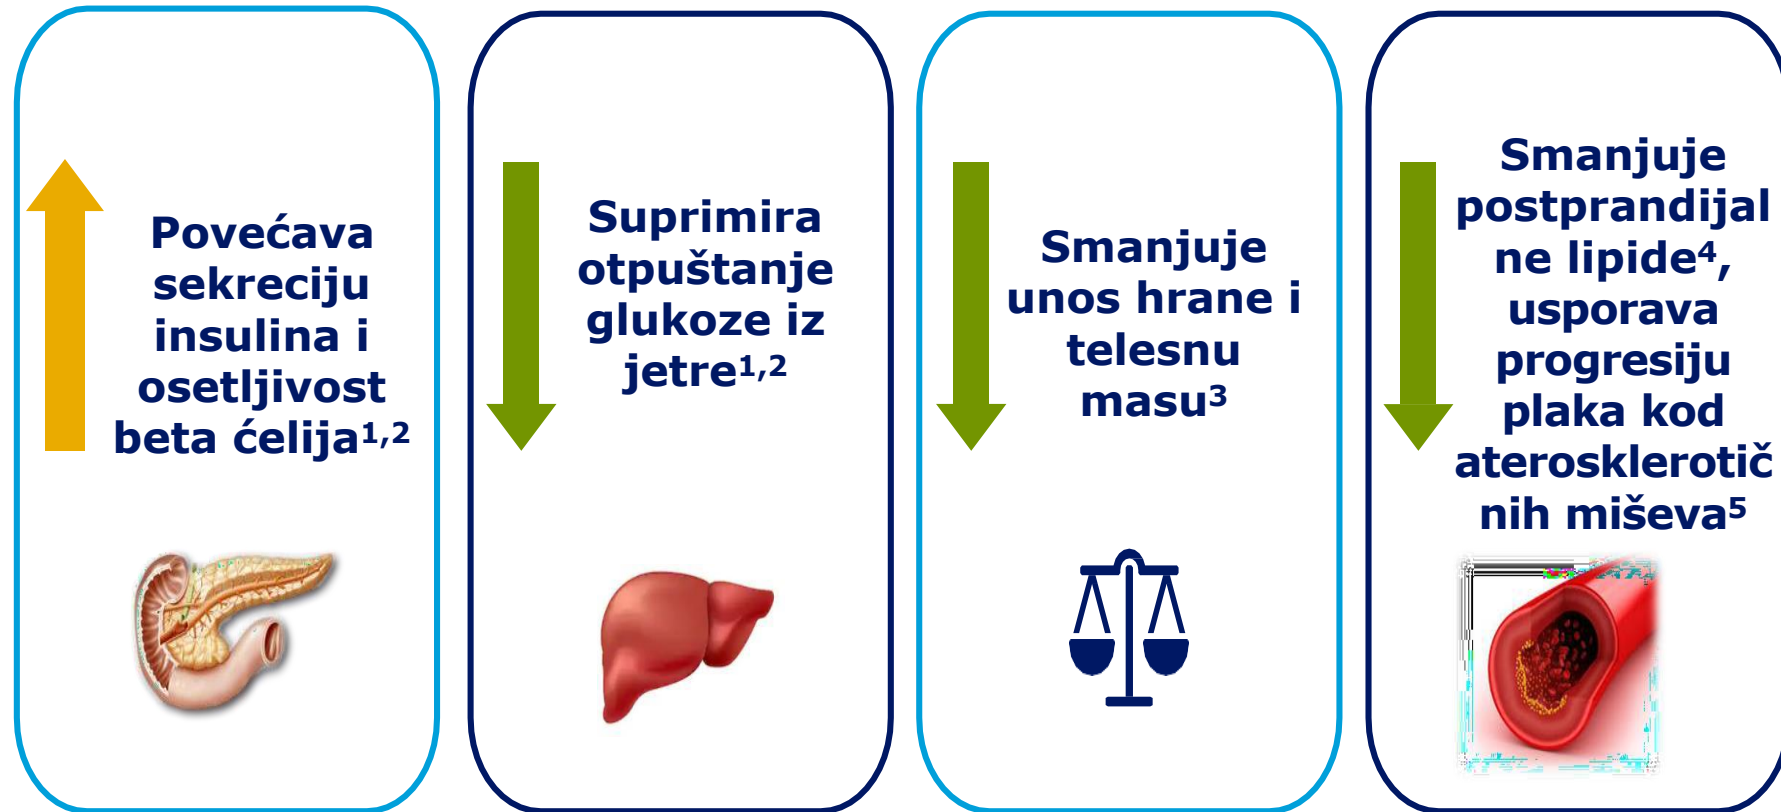 Povećava
sekreciju
insulina i
osetljivost
beta ćelija1,2
Suprimira
otpuštanje
glukoze iz
jetre1,2
Smanjuje
unos hrane i
telesnu
masu3
Smanjuje
postprandijal
ne lipide4,
usporava
progresiju
plaka kod
aterosklerotič
nih miševa5